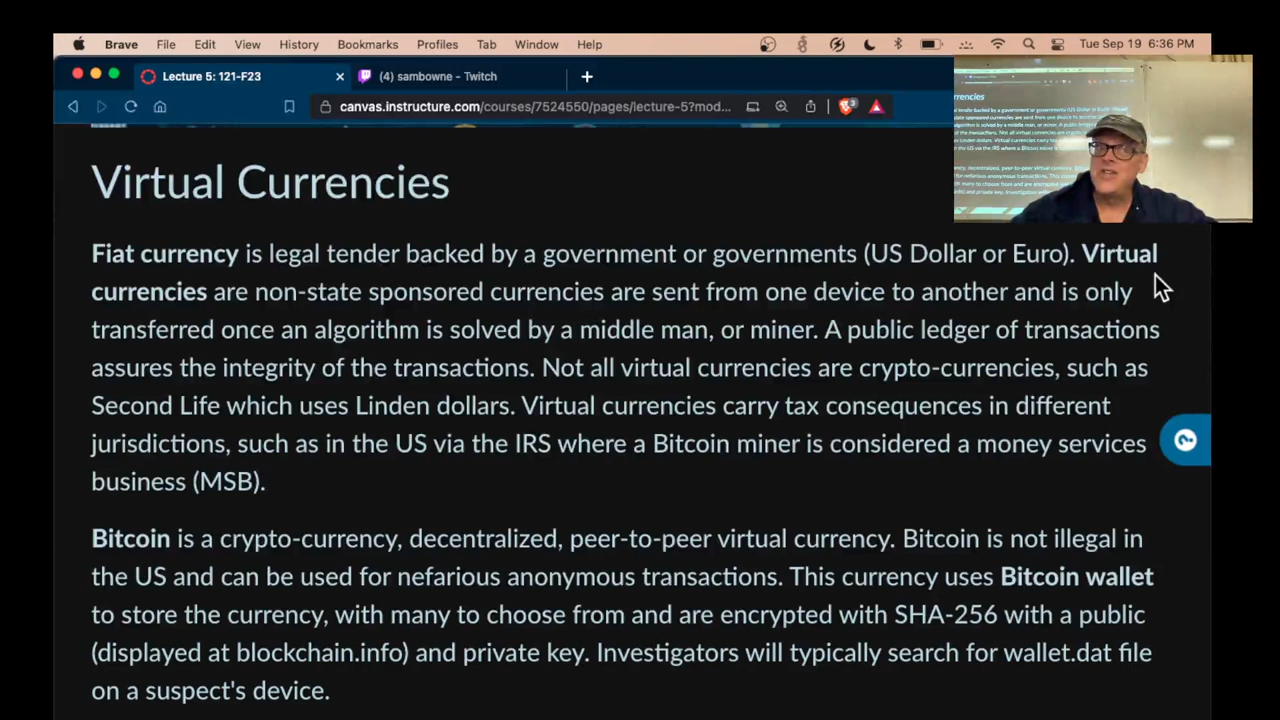 Brave File Edit View History Bookmarks Profiles Tab Window Help Tue Sep 19 6:36 PM
Lecture 5: 121-F23 (4) sambowne - Twitch
canvas.instructure.com/courses/7524550/pages/lecture-5?mod...
Virtual Currencies
Fiat currency is legal tender backed by a government or governments (US Dollar or Euro). Virtual
currencies are non-state sponsored currencies are sent from one device to another and is only
transferred once an algorithm is solved by a middle man, or miner. A public ledger of transactions
assures the integrity of the transactions. Not all virtual currencies are crypto-currencies, such as
Second Life which uses Linden dollars. Virtual currencies carry tax consequences in different
jurisdictions, such as in the US via the IRS where a Bitcoin miner is considered a money services
business (MSB).
Bitcoin is a crypto-currency, decentralized, peer-to-peer virtual currency. Bitcoin is not illegal in
the US and can be used for nefarious anonymous transactions. This currency uses Bitcoin wallet
to store the currency, with many to choose from and are encrypted with SHA-256 with a public
(displayed at blockchain.info) and private key. Investigators will typically search for wallet.dat file
on a suspect's device.